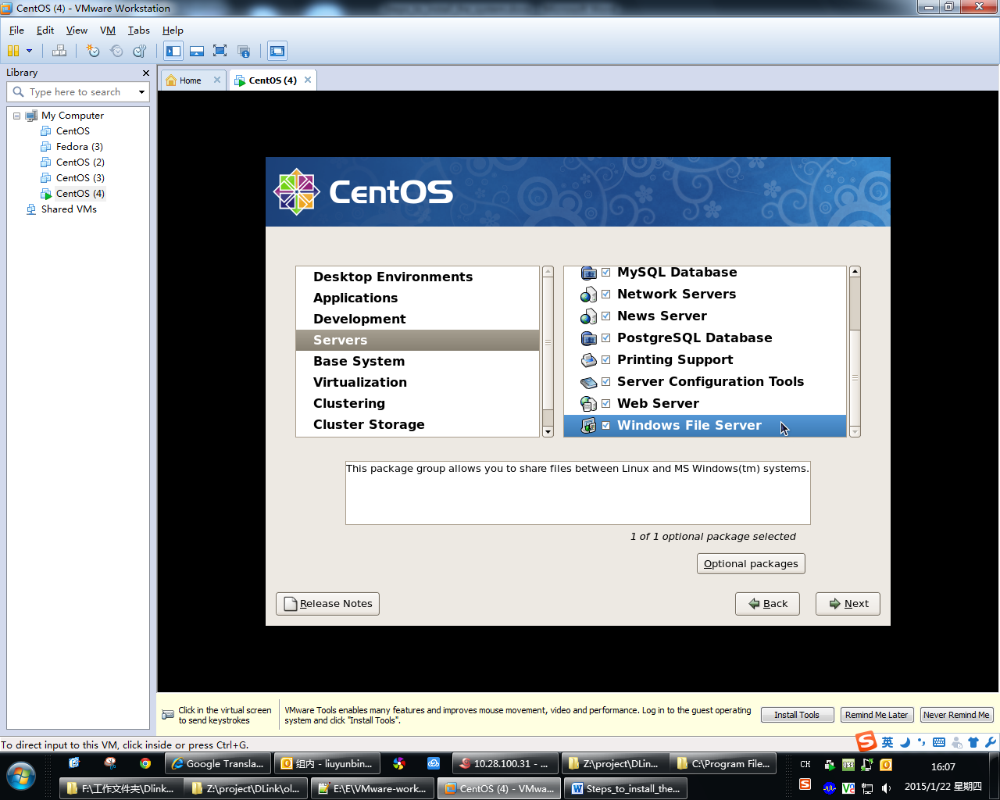 CentOS (4) - VMware Workstation
File Edit View VM Tabs Help
Library
Type here to search
My Computer
CentOS
Fedora (3)
CentOS (2)
CentOS (3)
CentOS (4)
Shared VMs
Home
CentOS (4)
CentOS
Desktop Environments
Applications
Development
Servers
Base System
Virtualization
Clustering
Cluster Storage
MySQL Database
Network Servers
News Server
PostgreSQL Database
Printing Support
Server Configuration Tools
Web Server
Windows File Server
This package group allows you to share files between Linux and MS Windows(tm) systems.
1 of 1 optional package selected
Optional packages
Release Notes
Back
Next
Click in the virtual screen
to send keystrokes
VMware Tools enables many features and improves mouse movement, video and performance. Log in to the guest operating
system and click "Install Tools".
Install Tools
Remind Me Later
Never Remind Me
To direct input to this VM, click inside or press Ctrl+G.
英
Google Transla...
组内 - liuyunbin...
10.28.100.31 - ...
Z:\project\DLin...
C:\Program File...
CH
16:07
F:\工作文件夹\Dlink...
Z:\project\DLink\ol...
E:\E\VMware-work...
CentOS (4) - VMwa...
Steps_to_install_the...
2015/1/22 星期四